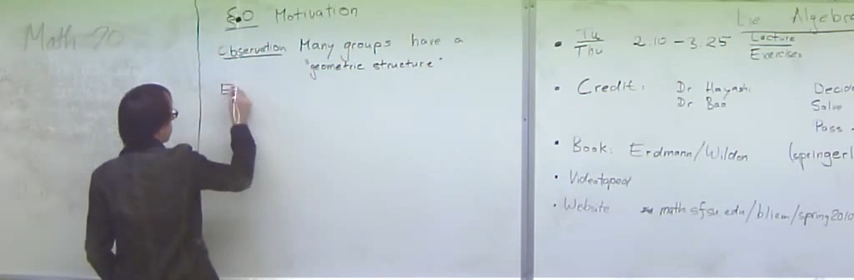 Math 70
§.0 Motivation
Observation Many groups have a
"geometric structure"
E
Lie Algebra
• Tu Thu 2.10 - 3.25 Lecture Exercises
• Credit: Dr Hayashi
Dr Bao
Solve
Pass
• Book: Erdmann/Wildon (springer
• Videotaped
• Website math.sfsu.edu/bliem/spring2010